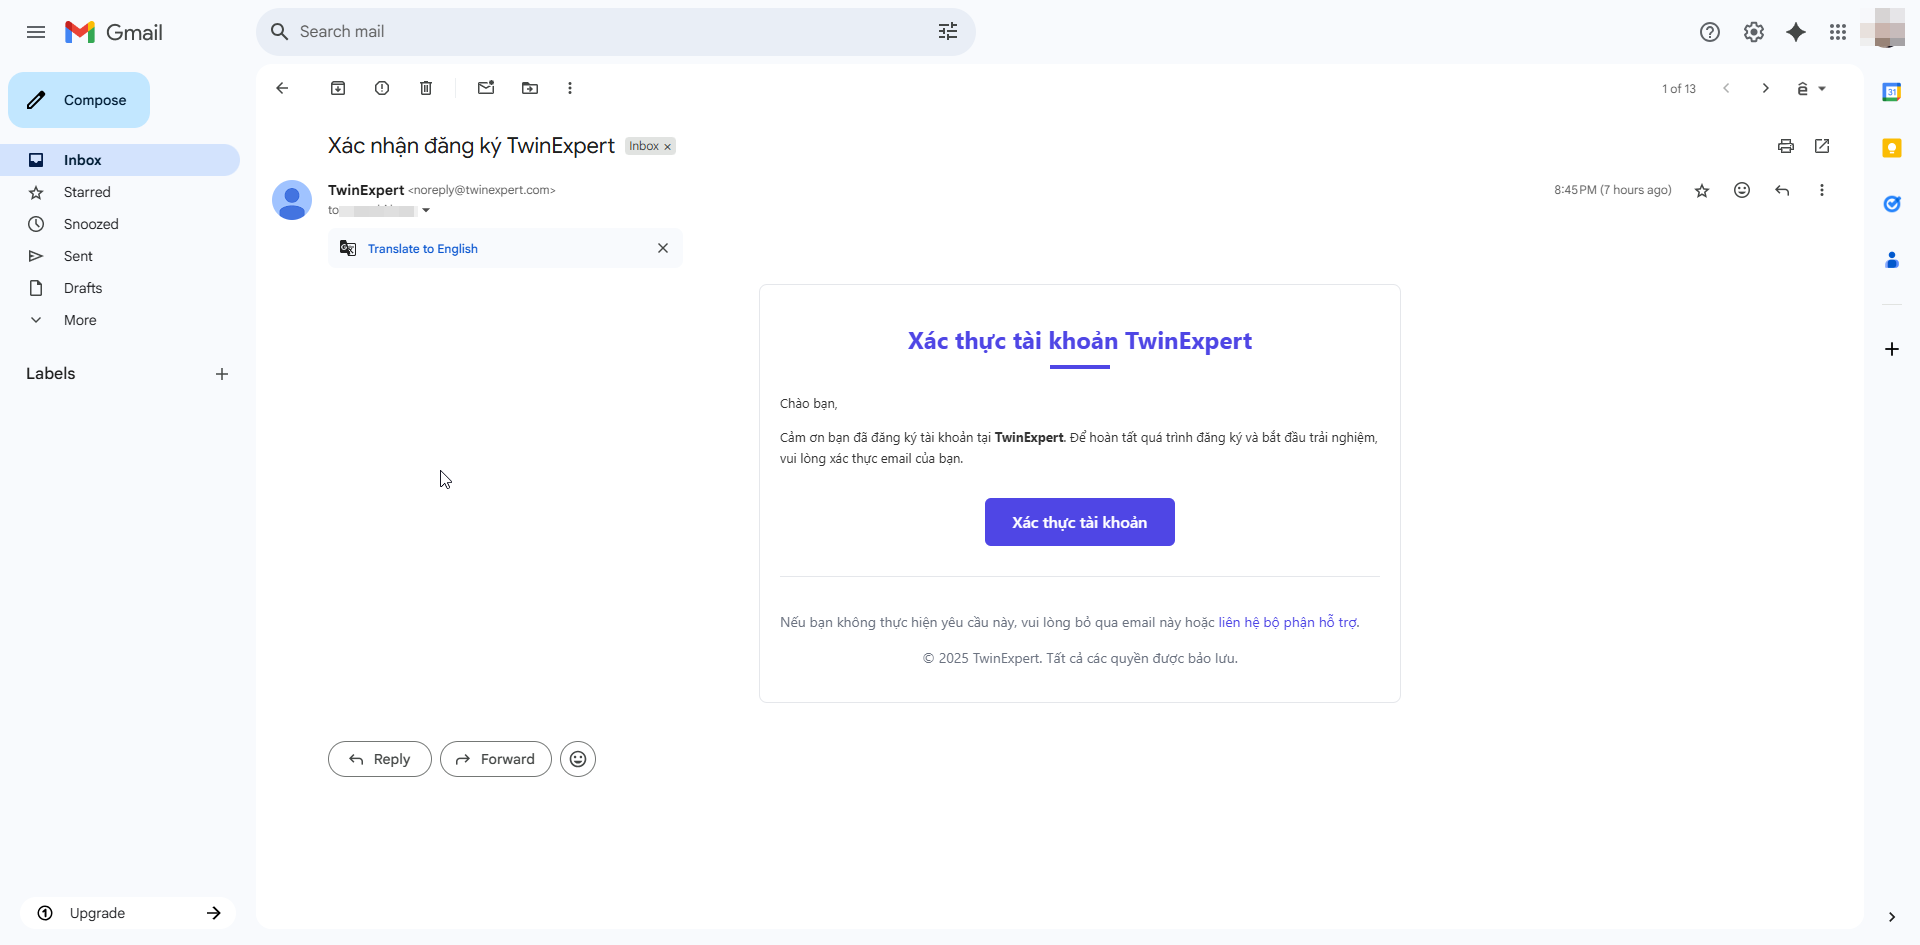 Gmail
Search mail
Compose
1 of 13
Inbox
Starred
Snoozed
Sent
Drafts
More
Labels
Upgrade
Xác nhận đăng ký TwinExpert Inbox ×
TwinExpert <noreply@twinexpert.com>
8:45 PM (7 hours ago)
to
Translate to English
Xác thực tài khoản TwinExpert
Chào bạn,
Cảm ơn bạn đã đăng ký tài khoản tại TwinExpert. Để hoàn tất quá trình đăng ký và bắt đầu trải nghiệm,
vui lòng xác thực email của bạn.
Xác thực tài khoản
Nếu bạn không thực hiện yêu cầu này, vui lòng bỏ qua email này hoặc liên hệ bộ phận hỗ trợ.
© 2025 TwinExpert. Tất cả các quyền được bảo lưu.
Reply
Forward
31